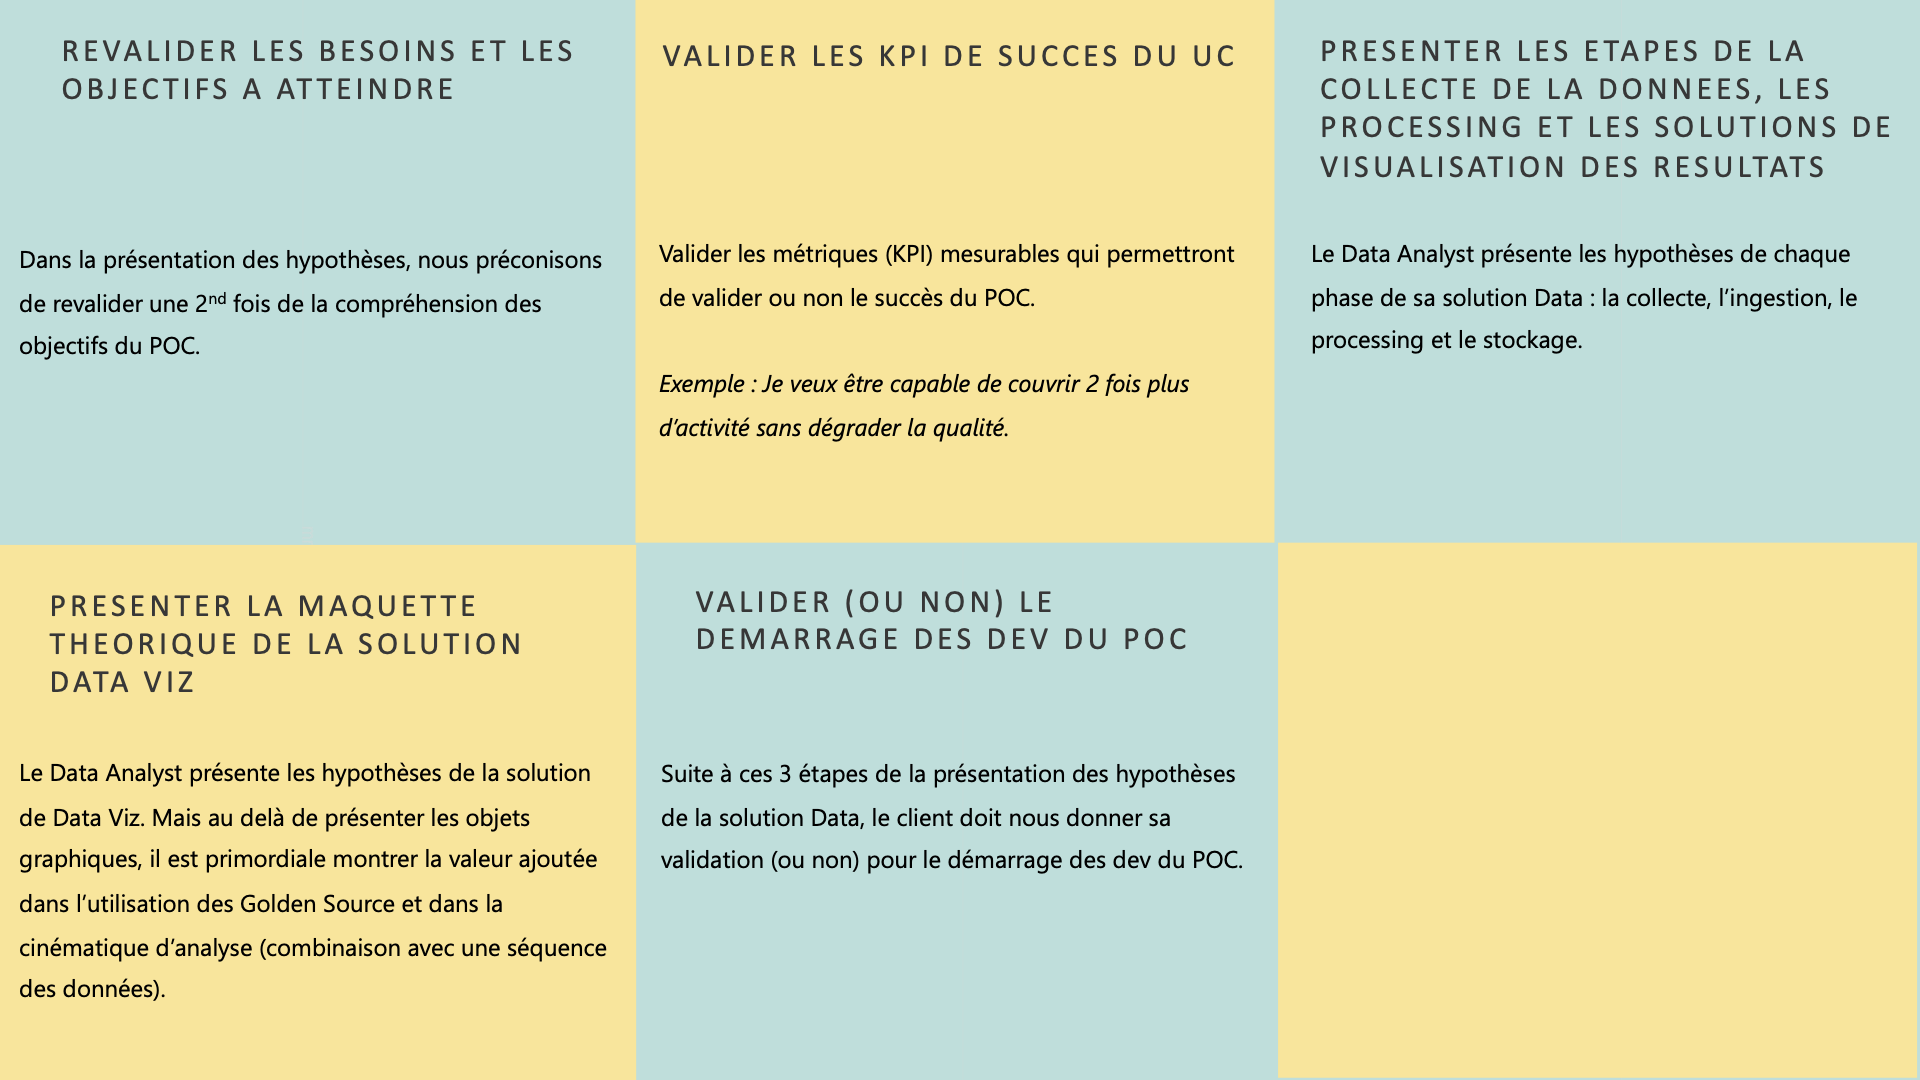 REVALIDER LES BESOINS ET LES
OBJECTIFS A ATTEINDRE
Dans la présentation des hypothèses, nous préconisons
de revalider une 2nd fois de la compréhension des
objectifs du POC.
VALIDER LES KPI DE SUCCES DU UC
Valider les métriques (KPI) mesurables qui permettront
de valider ou non le succès du POC.
Exemple : Je veux être capable de couvrir 2 fois plus
d’activité sans dégrader la qualité.
PRESENTER LES ETAPES DE LA
COLLECTE DE LA DONNEES, LES
PROCESSING ET LES SOLUTIONS DE
VISUALISATION DES RESULTATS
Le Data Analyst présente les hypothèses de chaque
phase de sa solution Data : la collecte, l’ingestion, le
processing et le stockage.
PRESENTER LA MAQUETTE
THEORIQUE DE LA SOLUTION
DATA VIZ
Le Data Analyst présente les hypothèses de la solution
de Data Viz. Mais au delà de présenter les objets
graphiques, il est primordiale montrer la valeur ajoutée
dans l’utilisation des Golden Source et dans la
cinématique d’analyse (combinaison avec une séquence
des données).
VALIDER (OU NON) LE
DEMARRAGE DES DEV DU POC
Suite à ces 3 étapes de la présentation des hypothèses
de la solution Data, le client doit nous donner sa
validation (ou non) pour le démarrage des dev du POC.